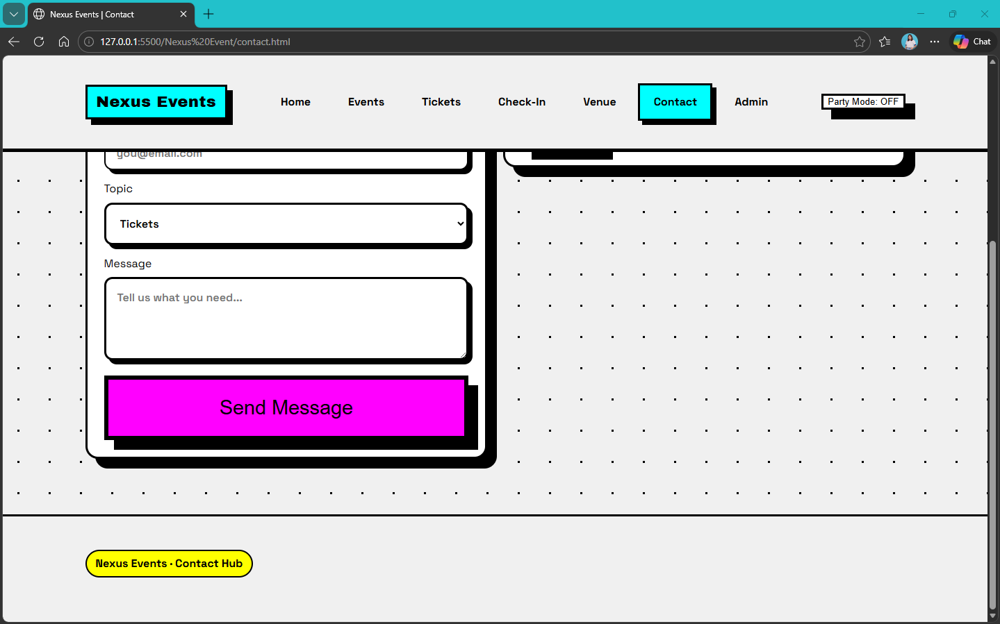 Nexus Events | Contact
127.0.0.1:5500/Nexus%20Event/contact.html
Chat
Nexus Events
Home
Events
Tickets
Check-In
Venue
Contact
Admin
Party Mode: OFF
you@email.com
Topic
Tickets
Message
Tell us what you need...
Send Message
Nexus Events · Contact Hub